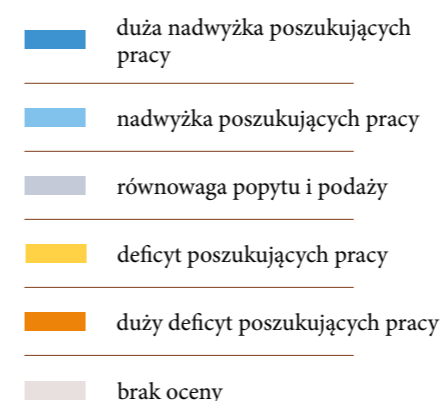 duża nadwyżka poszukujących
pracy
nadwyżka poszukujących pracy
równowaga popytu i podaży
deficyt poszukujących pracy
duży deficyt poszukujących pracy
brak oceny